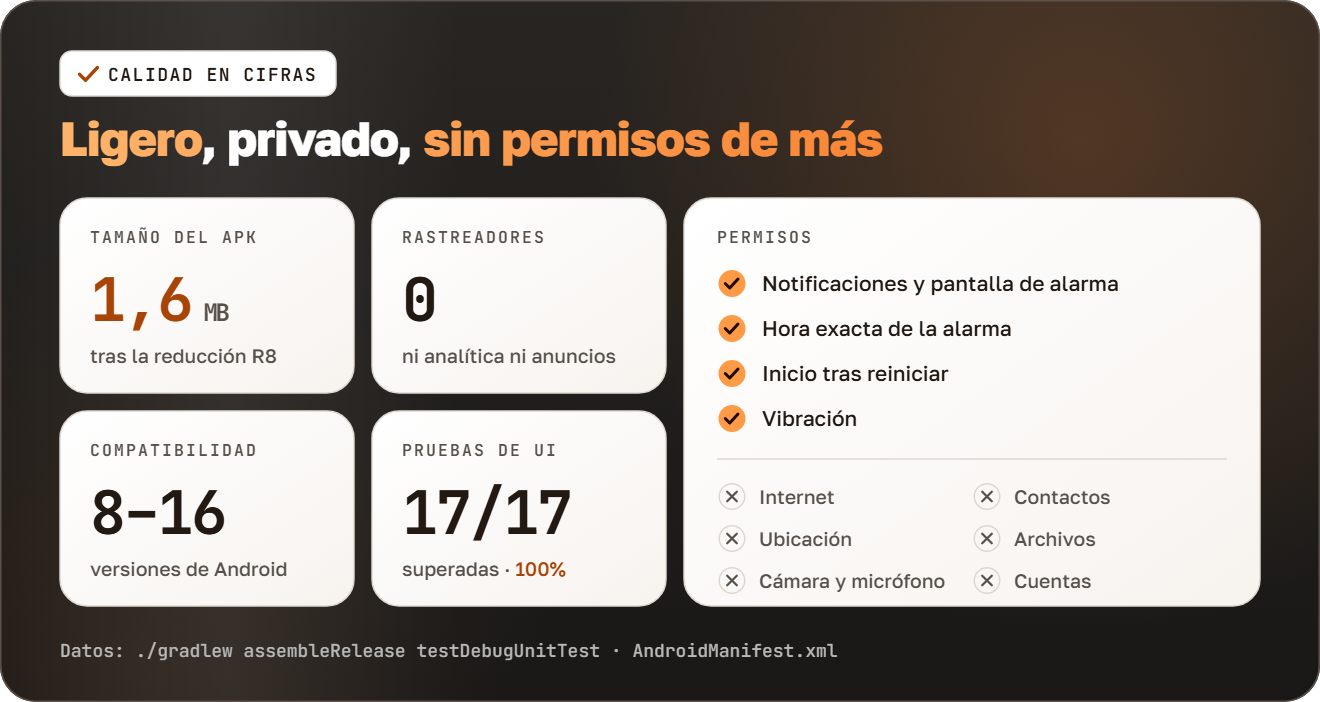 CALIDAD EN CIFRAS
Ligero, privado, sin permisos de más
TAMAÑO DEL APK
1,6 MB
tras la reducción R8
RASTREADORES
0
ni analítica ni anuncios
COMPATIBILIDAD
8–16
versiones de Android
PRUEBAS DE UI
17/17
superadas · 100%
PERMISOS
Notificaciones y pantalla de alarma
Hora exacta de la alarma
Inicio tras reiniciar
Vibración
Internet
Contactos
Ubicación
Archivos
Cámara y micrófono
Cuentas
Datos: ./gradlew assembleRelease testDebugUnitTest · AndroidManifest.xml